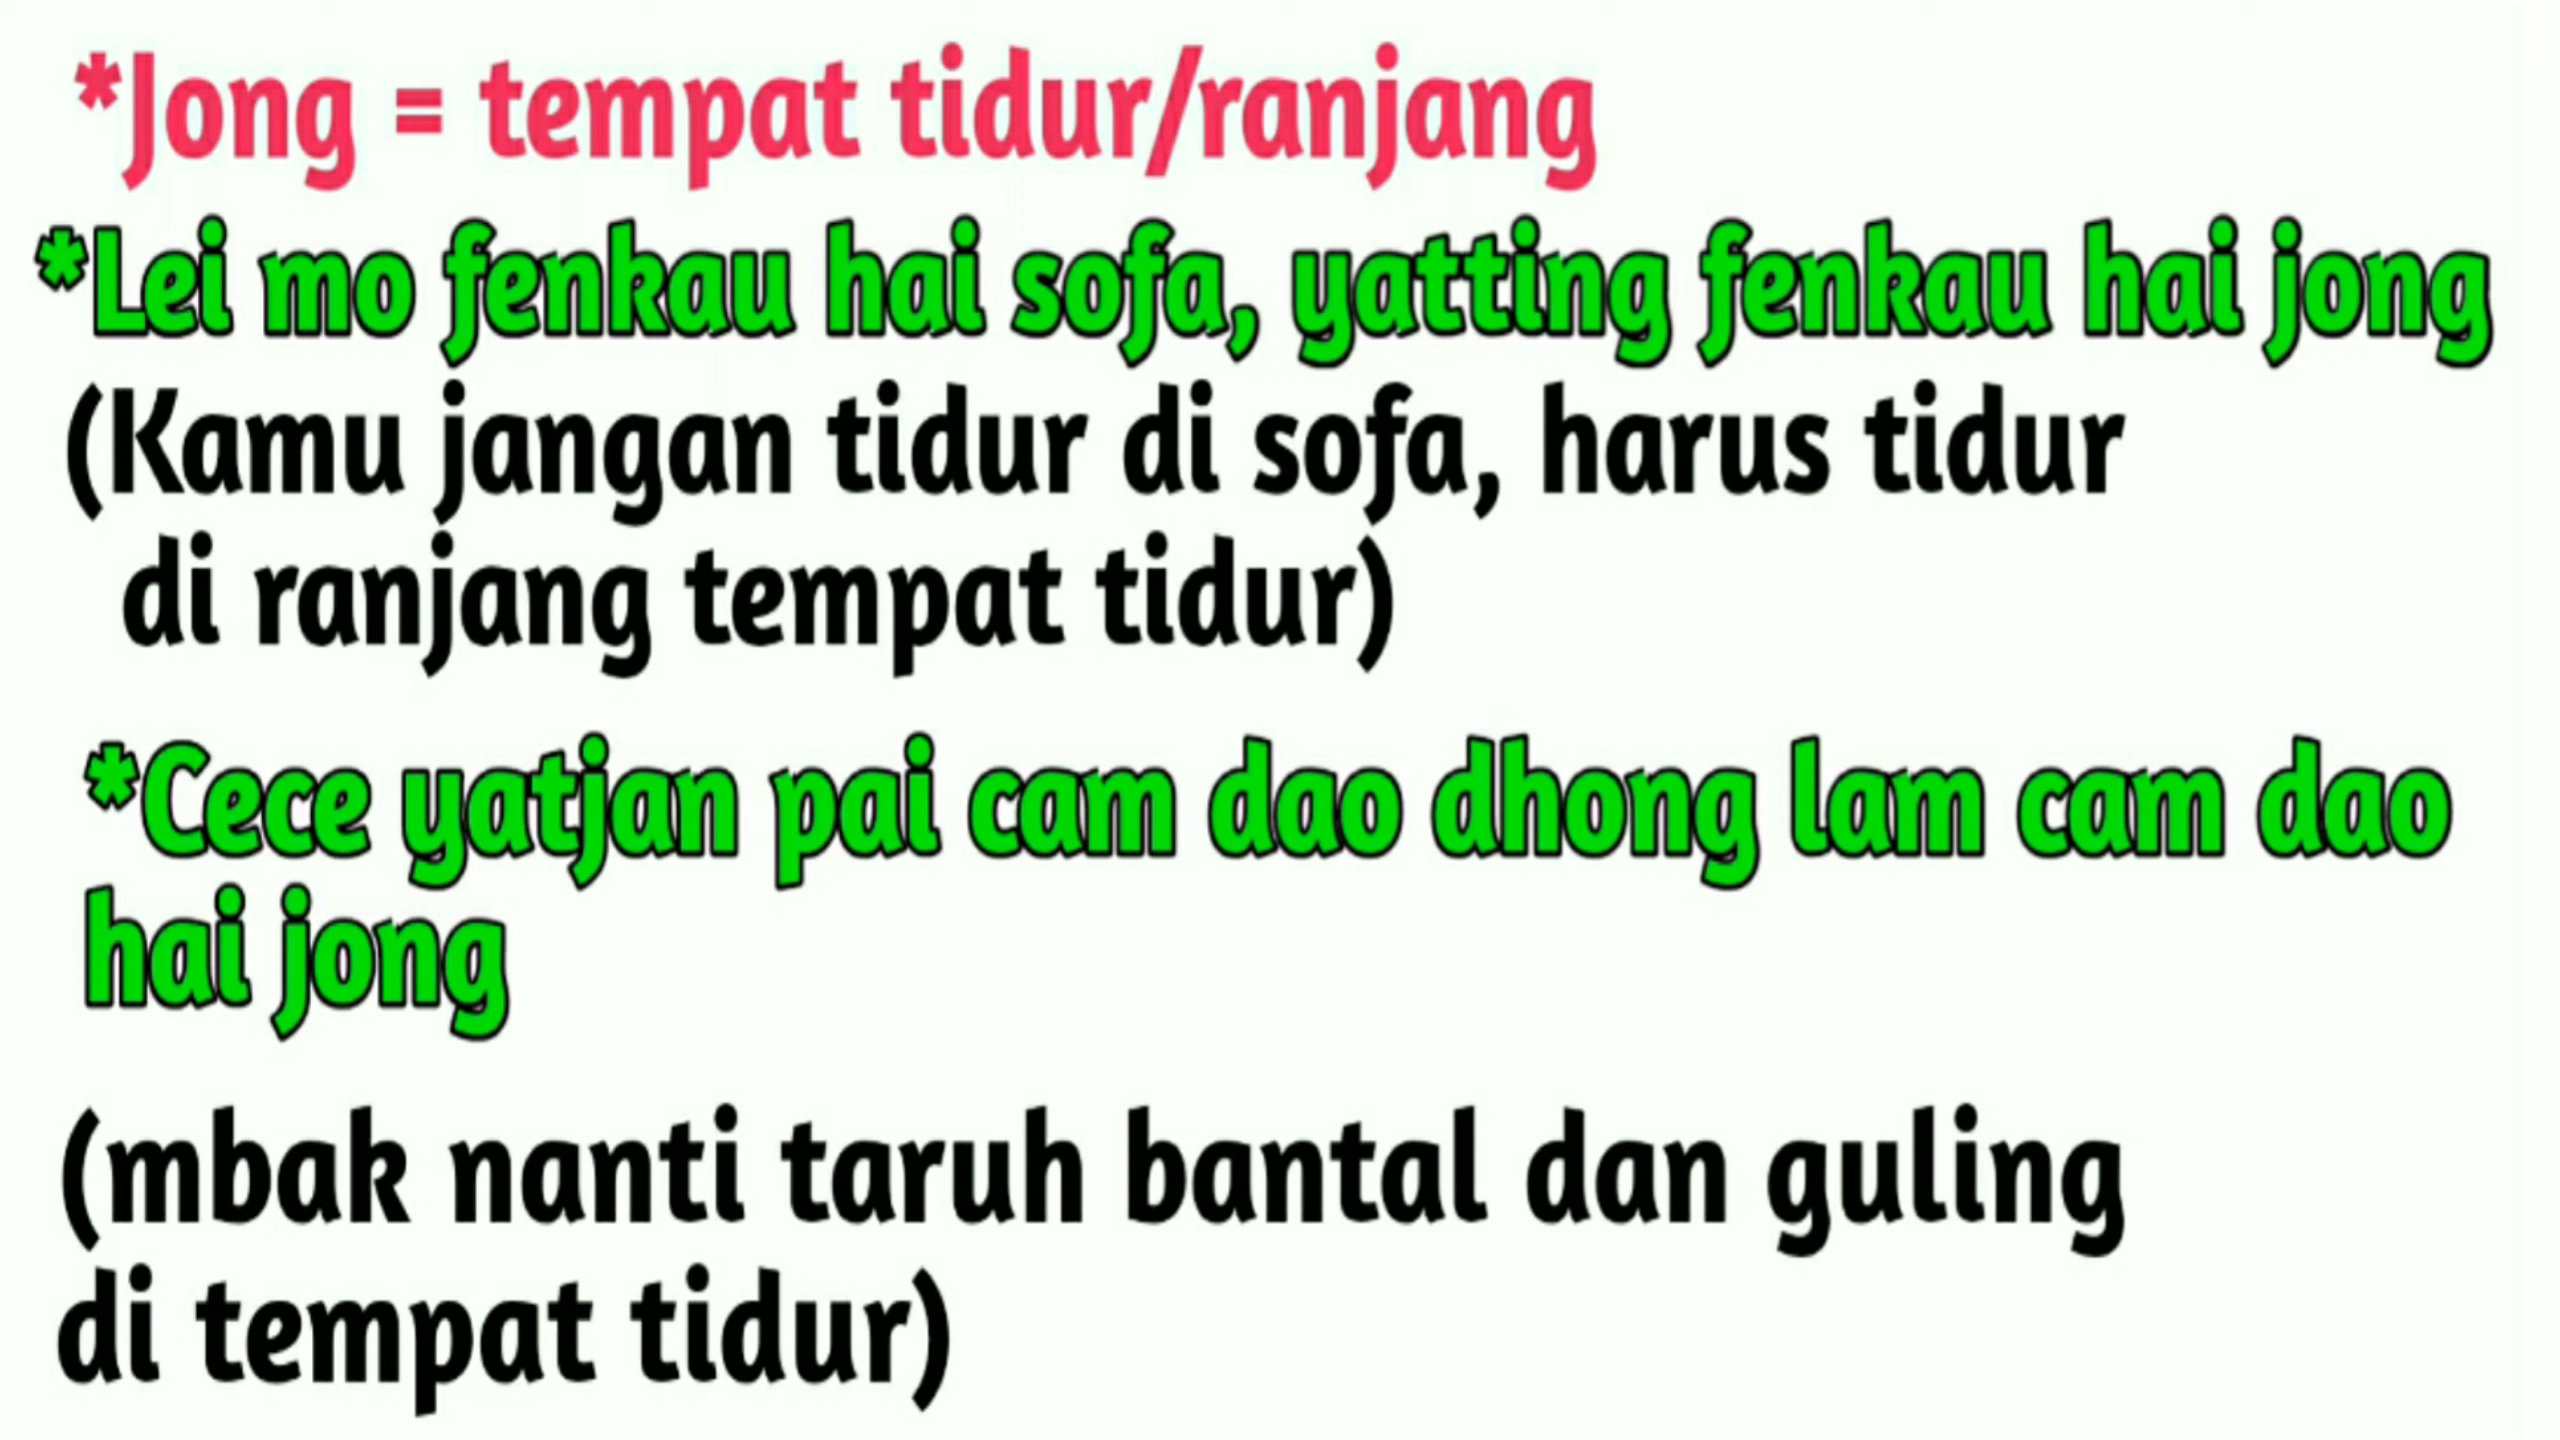 *Jong = tempat tidur/ranjang
*Lei mo fenkau hai sofa, yatting fenkau hai jong
(Kamu jangan tidur di sofa, harus tidur
di ranjang tempat tidur)
*Cece yatjan pai cam dao dhong lam cam dao
hai jong
(mbak nanti taruh bantal dan guling
di tempat tidur)